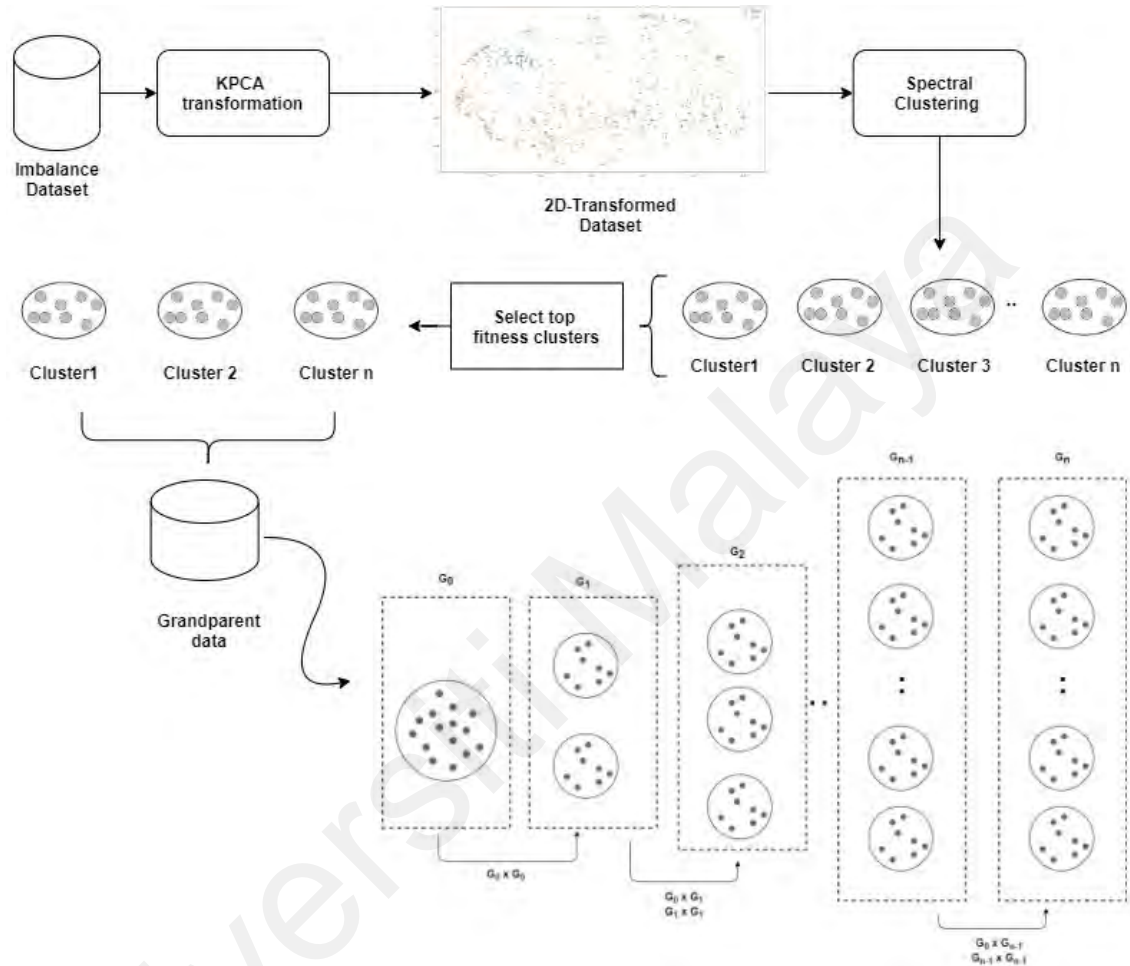 Imbalance
Dataset
KPCA
transformation
2D-Transformed
Dataset
Spectral
Clustering
Cluster1
Cluster 2
Cluster n
Select top
fitness clusters
Cluster1
Cluster 2
Cluster 3
..
Cluster n
Grandparent
data
G0
G1
G2
Gn-1
Gn
G0 x G0
G0 x G1
G1 x G1
G0 x Gn-1
Gn-1 x Gn-1
versiti Malaya